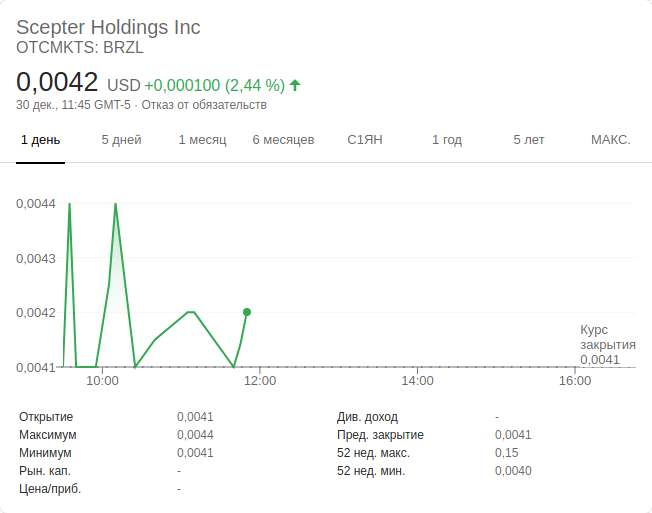 Scepter Holdings Inc
OTCMKTS: BRZL
0,0042 USD +0,000100 (2,44 %)
30 дек., 11:45 GMT-5 · Отказ от обязательств
1 день 5 дней 1 месяц 6 месяцев С1ЯН 1 год 5 лет МАКС.
0,0044
0,0043
0,0042
0,0041
Курс
закрытия
0,0041
10:00 12:00 14:00 16:00
Открытие 0,0041 Див. доход -
Максимум 0,0044 Пред. закрытие 0,0041
Минимум 0,0041 52 нед. макс. 0,15
Рын. кап. - 52 нед. мин. 0,0040
Цена/приб. -